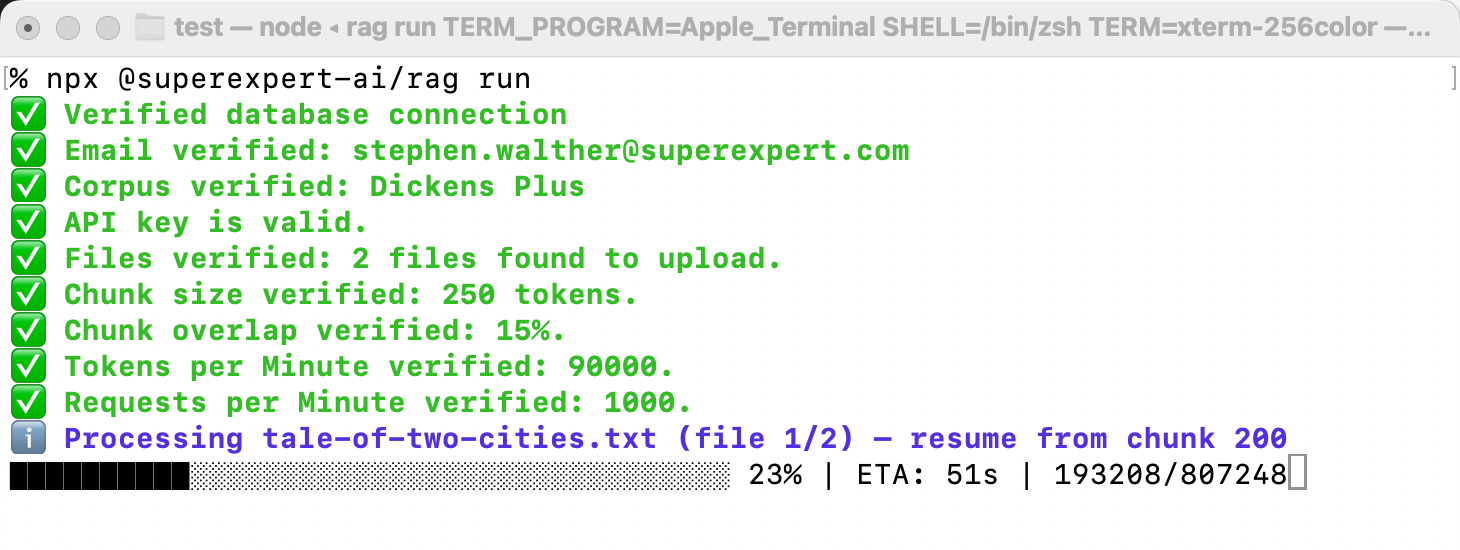 test — node ◂ rag run TERM_PROGRAM=Apple_Terminal SHELL=/bin/zsh TERM=xterm-256color —...
[% npx @superexpert-ai/rag run ]
✅ Verified database connection
✅ Email verified: stephen.walther@superexpert.com
✅ Corpus verified: Dickens Plus
✅ API key is valid.
✅ Files verified: 2 files found to upload.
✅ Chunk size verified: 250 tokens.
✅ Chunk overlap verified: 15%.
✅ Tokens per Minute verified: 90000.
✅ Requests per Minute verified: 1000.
ℹ️ Processing tale-of-two-cities.txt (file 1/2) — resume from chunk 200
23% | ETA: 51s | 193208/807248